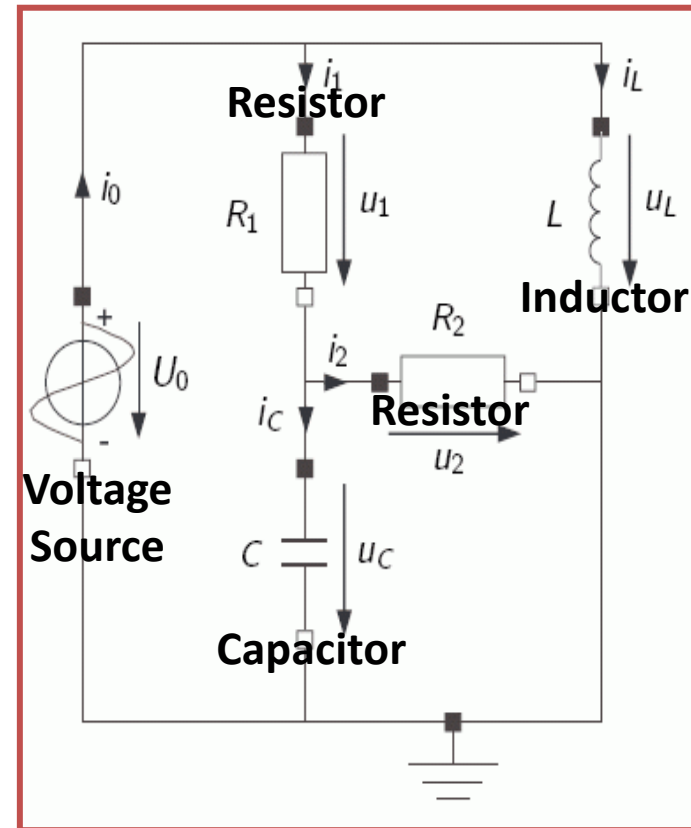 i1
iL
Resistor
i0
R1
u1
L
uL
Inductor
+
U0
-
R2
i2
Resistor
iC
u2
Voltage
Source
C
uC
Capacitor